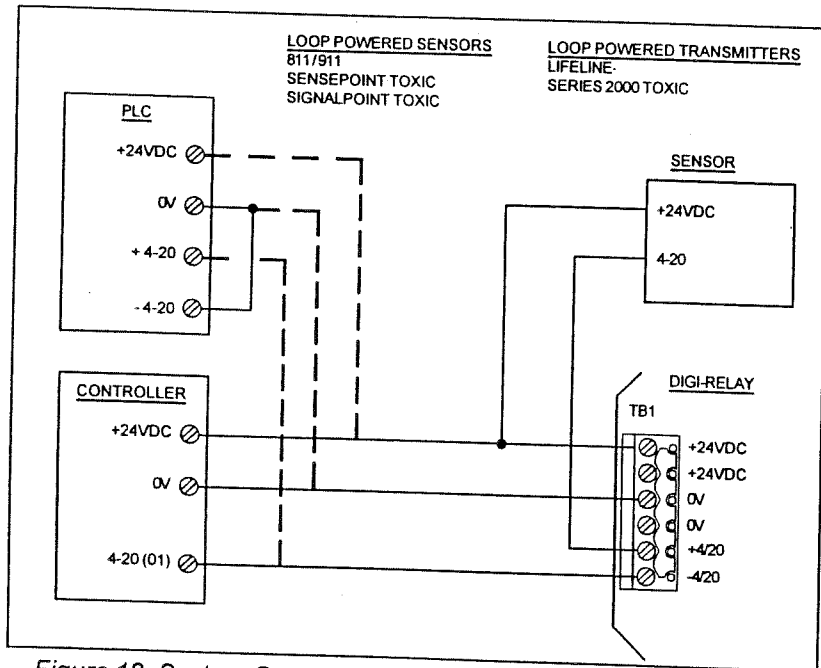 LOOP POWERED SENSORS
811/911
SENSEPOINT TOXIC
SIGNALPOINT TOXIC
LOOP POWERED TRANSMITTERS
LIFELINE-
SERIES 2000 TOXIC
PLC
+24VDC
0V
+ 4-20
- 4-20
SENSOR
+24VDC
4-20
CONTROLLER
+24VDC
0V
4-20 (01)
DIGI-RELAY
TB1
+24VDC
+24VDC
0V
0V
+4/20
-4/20
Figure 18